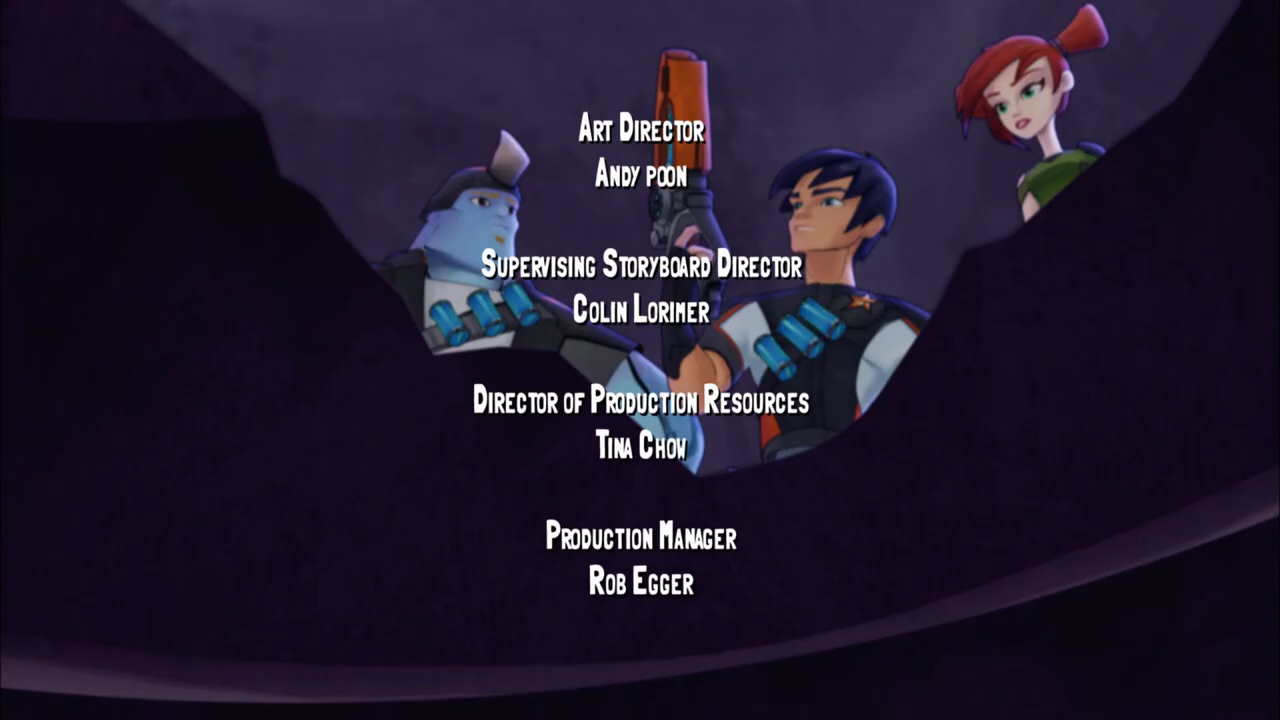 Art Director
Andy poon
Supervising Storyboard Director
Colin Lorimer
Director of Production Resources
Tina Chow
Production Manager
Rob Egger